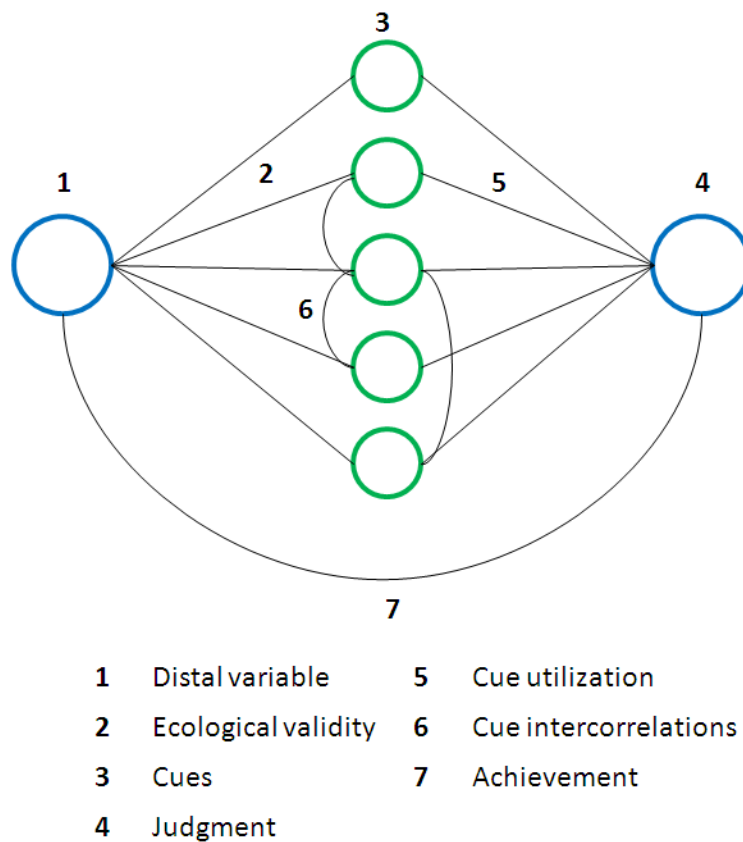 3
1
2
5
4
6
7
1 Distal variable 5 Cue utilization
2 Ecological validity 6 Cue intercorrelations
3 Cues 7 Achievement
4 Judgment